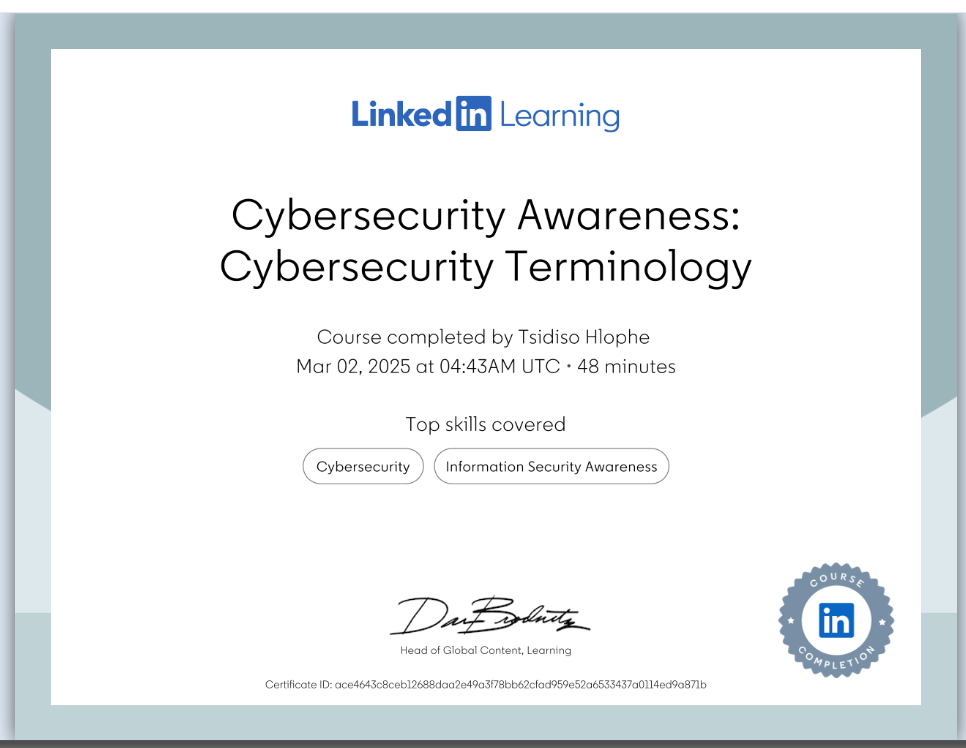 Linked in Learning
Cybersecurity Awareness:
Cybersecurity Terminology
Course completed by Tsidiso Hlophe
Mar 02, 2025 at 04:43AM UTC • 48 minutes
Top skills covered
Cybersecurity
Information Security Awareness
Head of Global Content, Learning
COURSE
in
COMPLETION
Certificate ID: ace4643c8ceb12688daa2e49a3f78bb62cfad959e52a6533437a0114ed9a871b